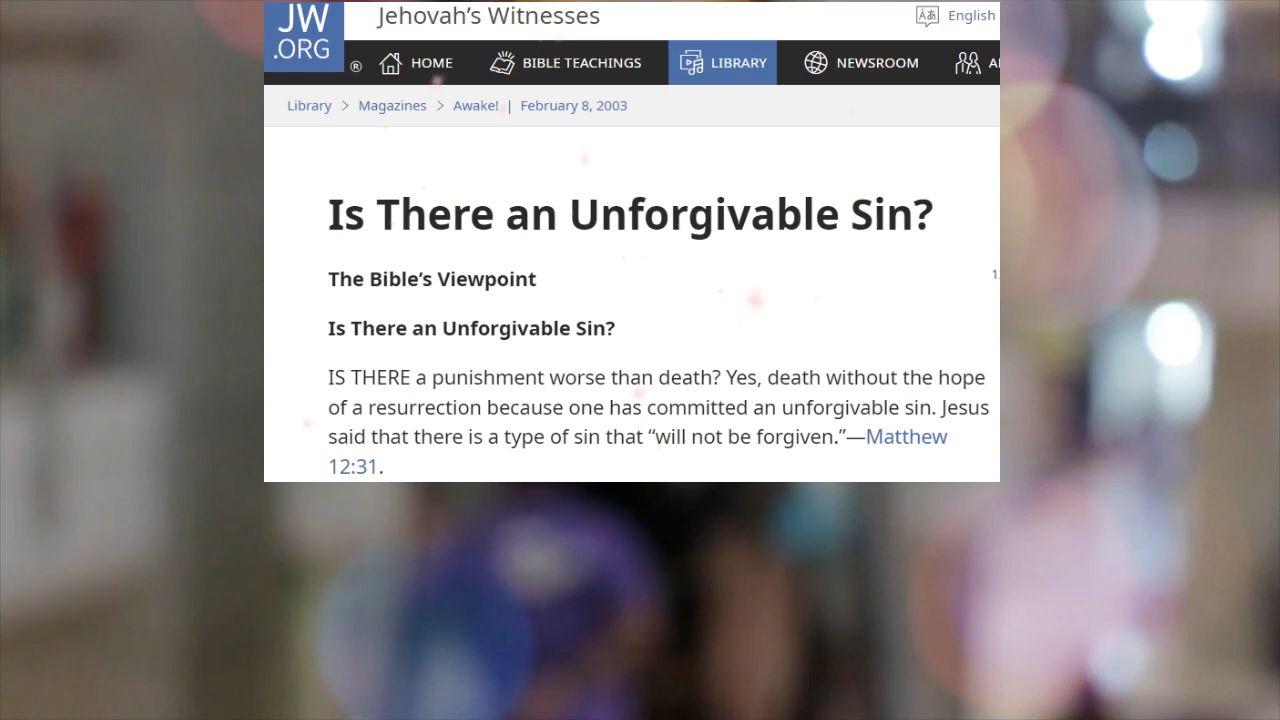 JW
.ORG
®
Jehovah’s Witnesses
English
HOME
BIBLE TEACHINGS
LIBRARY
NEWSROOM
Library > Magazines > Awake! | February 8, 2003
Is There an Unforgivable Sin?
The Bible’s Viewpoint
Is There an Unforgivable Sin?
IS THERE a punishment worse than death? Yes, death without the hope
of a resurrection because one has committed an unforgivable sin. Jesus
said that there is a type of sin that “will not be forgiven.”—Matthew
12:31.